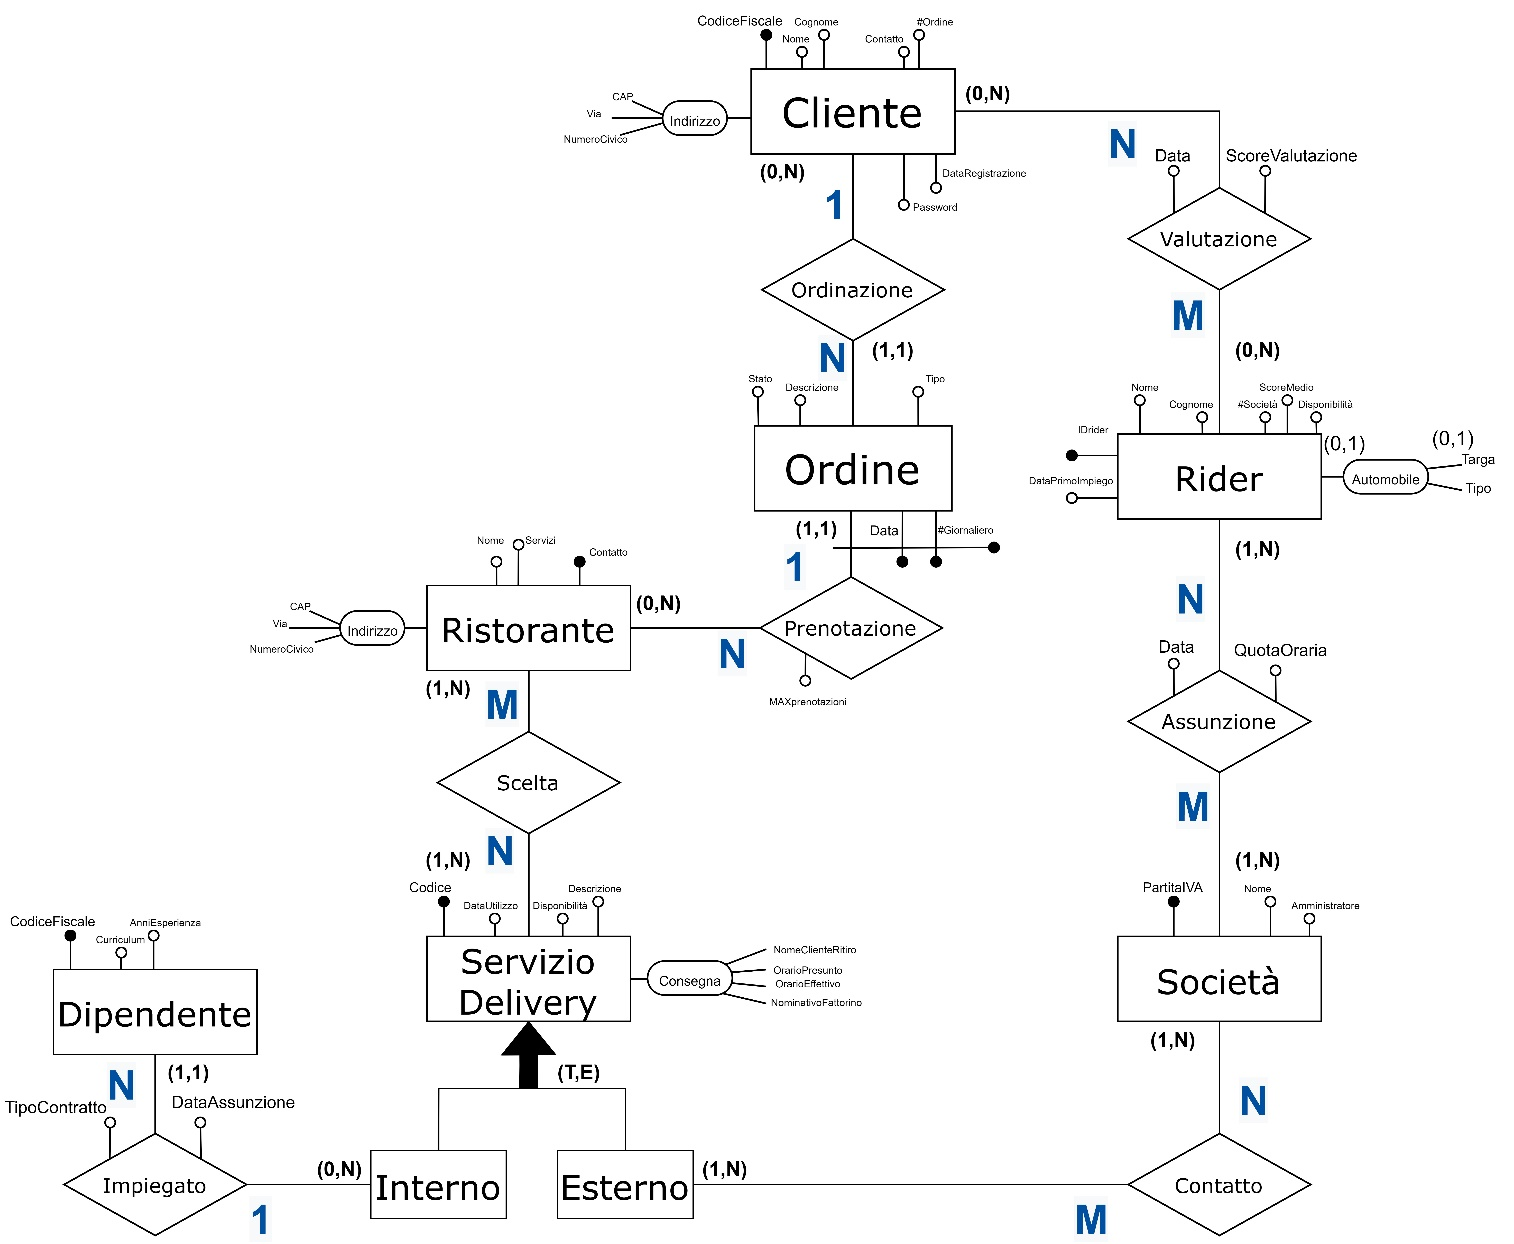 CodiceFiscale
Cognome
#Ordine
Nome
Contatto
Cliente
(0,N)
CAP
Via
NumeroCivico
Indirizzo
(0,N)
1
DataRegistrazione
Password
N
Data
ScoreValutazione
Valutazione
M
(0,N)
Ordinazione
N
(1,1)
Stato
Descrizione
Tipo
Ordine
(1,1)
Data
#Giornaliero
1
Nome
Cognome
#Società
ScoreMedio
Disponibilità
IDrider
DataPrimoImpiego
Rider
(0,1)
(0,1)
Automobile
Targa
Tipo
(1,N)
N
Nome
Servizi
Contatto
CAP
Via
NumeroCivico
Indirizzo
Ristorante
(0,N)
N
Prenotazione
MAXprenotazioni
(1,N)
M
Scelta
N
(1,N)
Data
QuotaOraria
Assunzione
M
(1,N)
Codice
DataUtilizzo
Disponibilità
Descrizione
Servizio
Delivery
Consegna
NomeClienteRitiro
OrarioPresunto
OrarioEffettivo
NominativoFattorino
PartitaIVA
Nome
Amministratore
Società
(1,N)
N
CodiceFiscale
Curriculum
AnniEsperienza
Dipendente
N
(1,1)
TipoContratto
DataAssunzione
Impiegato
1
(0,N)
(T,E)
Interno
Esterno
(1,N)
M
Contatto